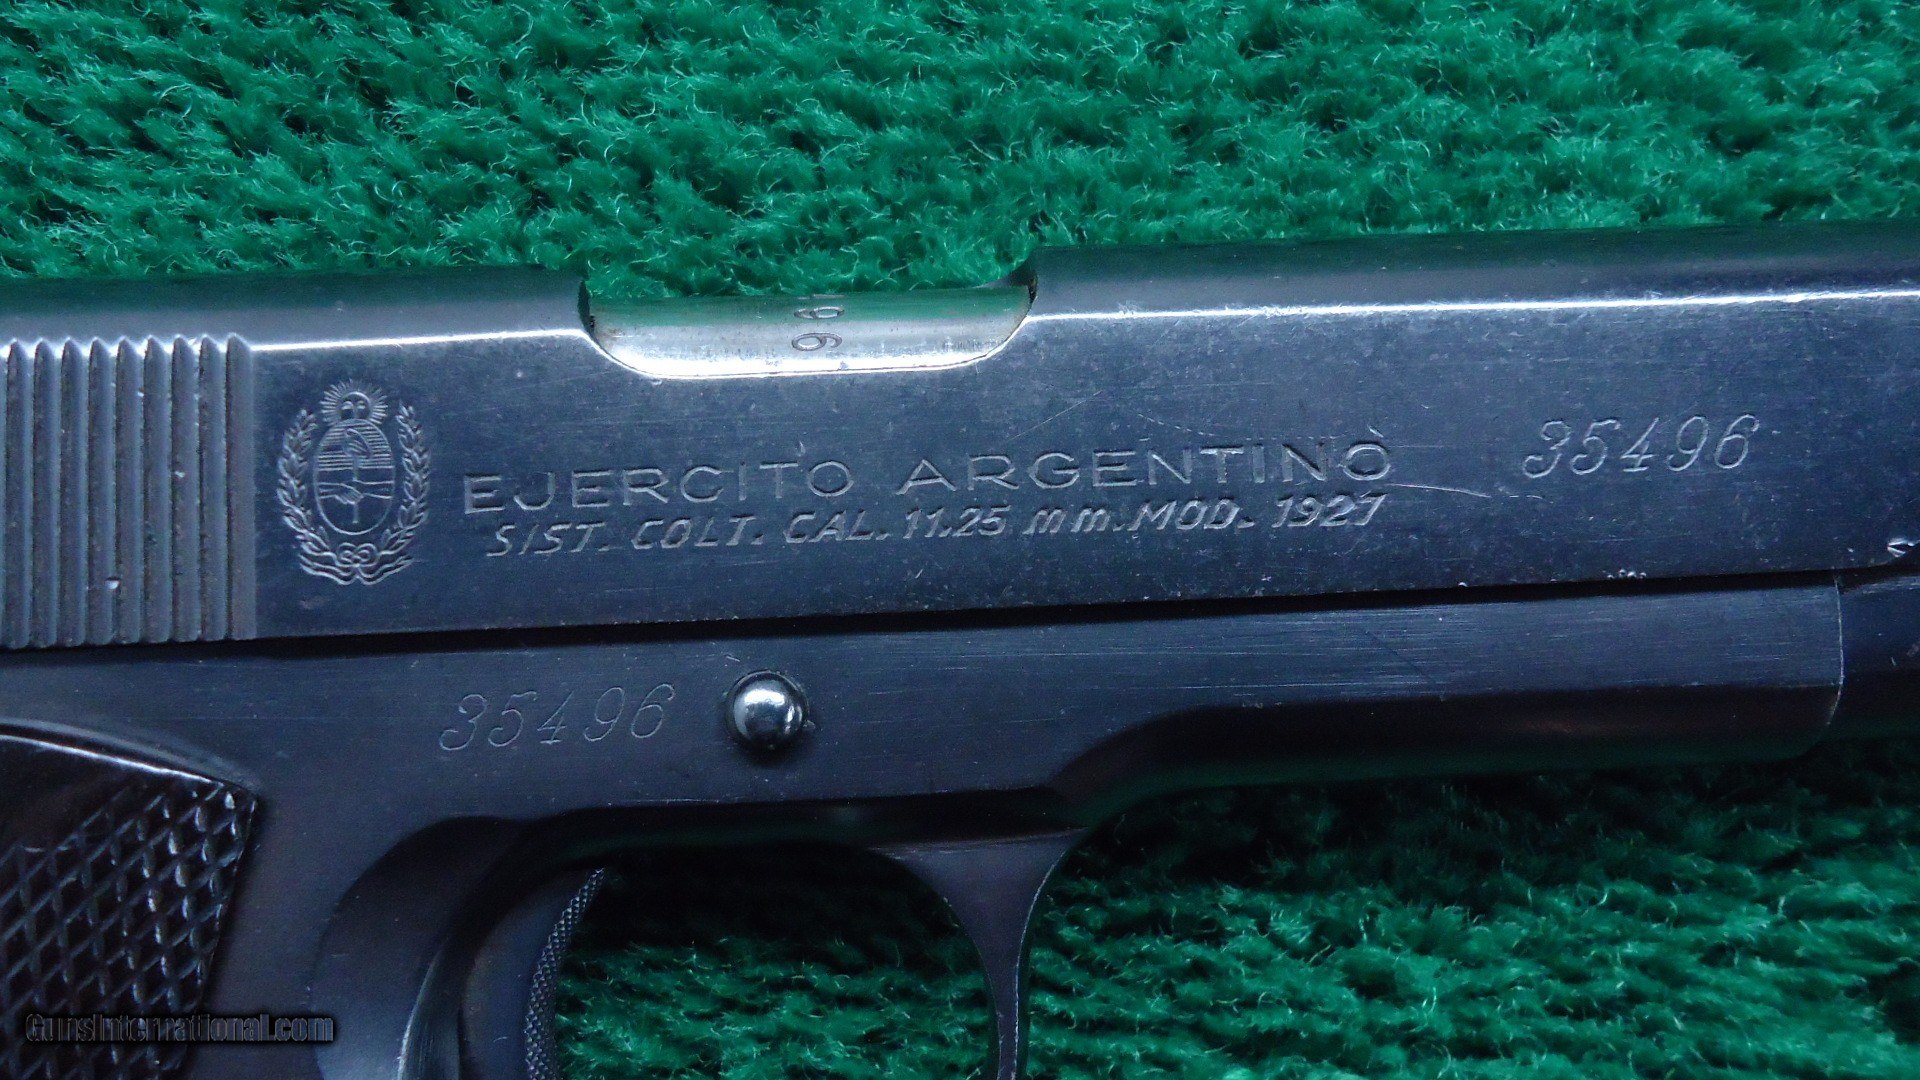 96
EJERCITO ARGENTINO
35496
SIST. COLT. CAL. 11.25 mm. MOD. 1927
35496
GunsInternational.com